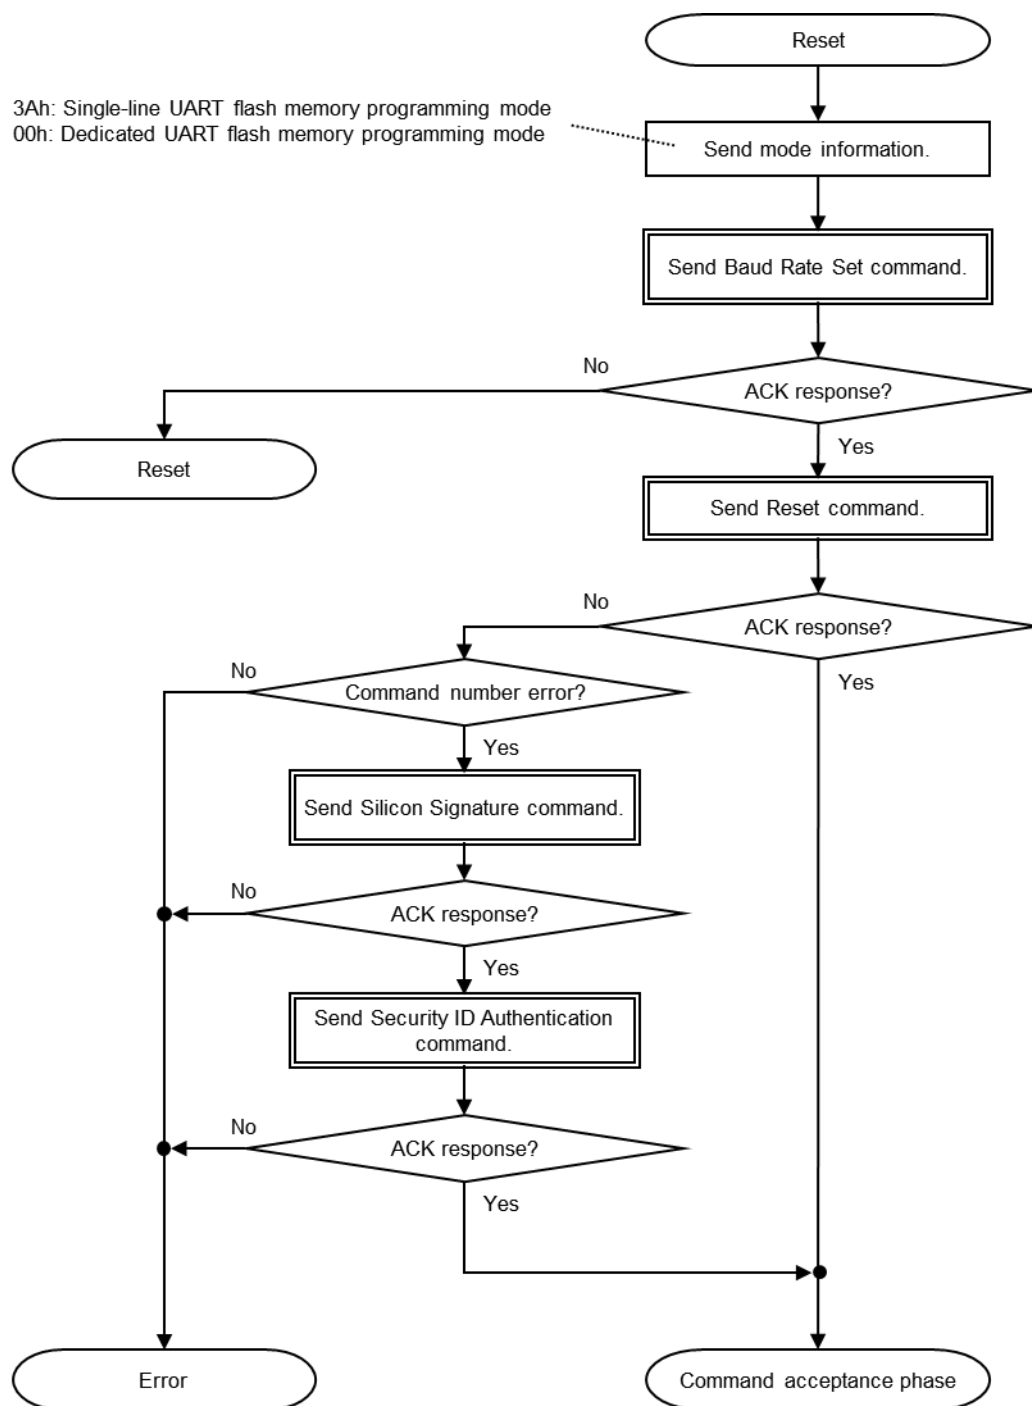 Reset
3Ah: Single-line UART flash memory programming mode
00h: Dedicated UART flash memory programming mode
Send mode information.
Send Baud Rate Set command.
No
ACK response?
Yes
Reset
Send Reset command.
No
ACK response?
Yes
No
Command number error?
Yes
Send Silicon Signature command.
No
ACK response?
Yes
Send Security ID Authentication
command.
No
ACK response?
Yes
Error
Command acceptance phase